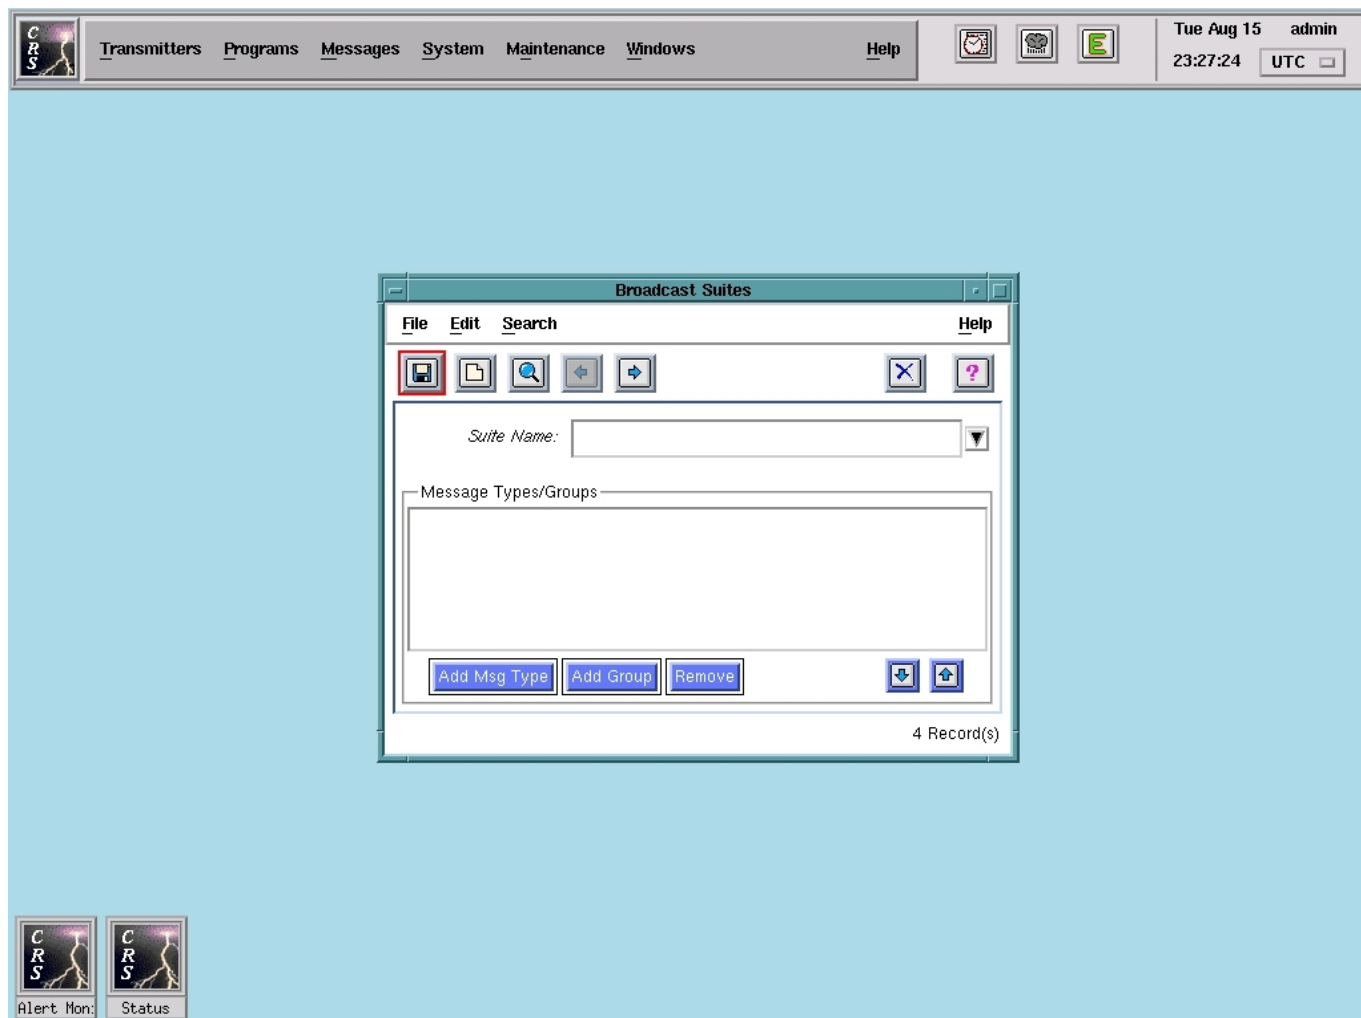 CRS
Transmitters Programs Messages System Maintenance Windows Help
E
Tue Aug 15 admin
23:27:24 UTC
Broadcast Suites
File Edit Search Help
?
Suite Name:
Message Types/Groups
Add Msg Type Add Group Remove
4 Record(s)
CRS CRS
Alert Mon: Status